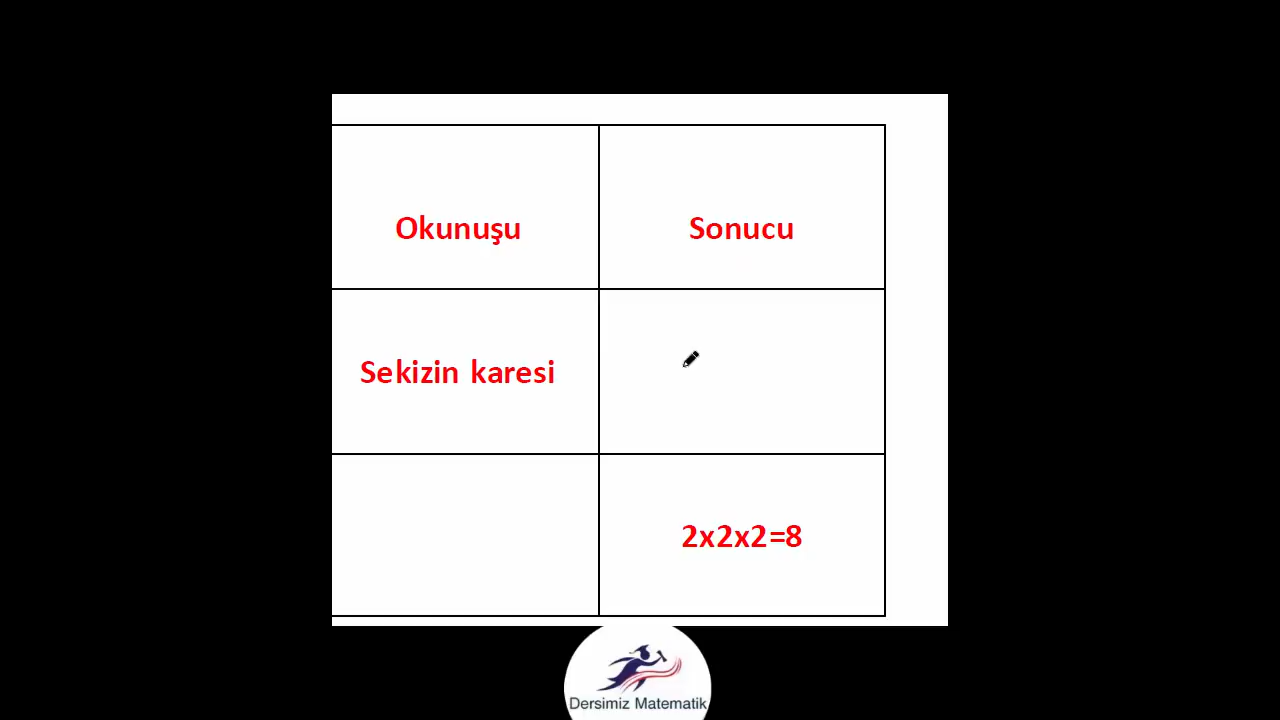 Okunuşu
Sonucu
Sekizin karesi
2x2x2=8
Dersimiz Matematik